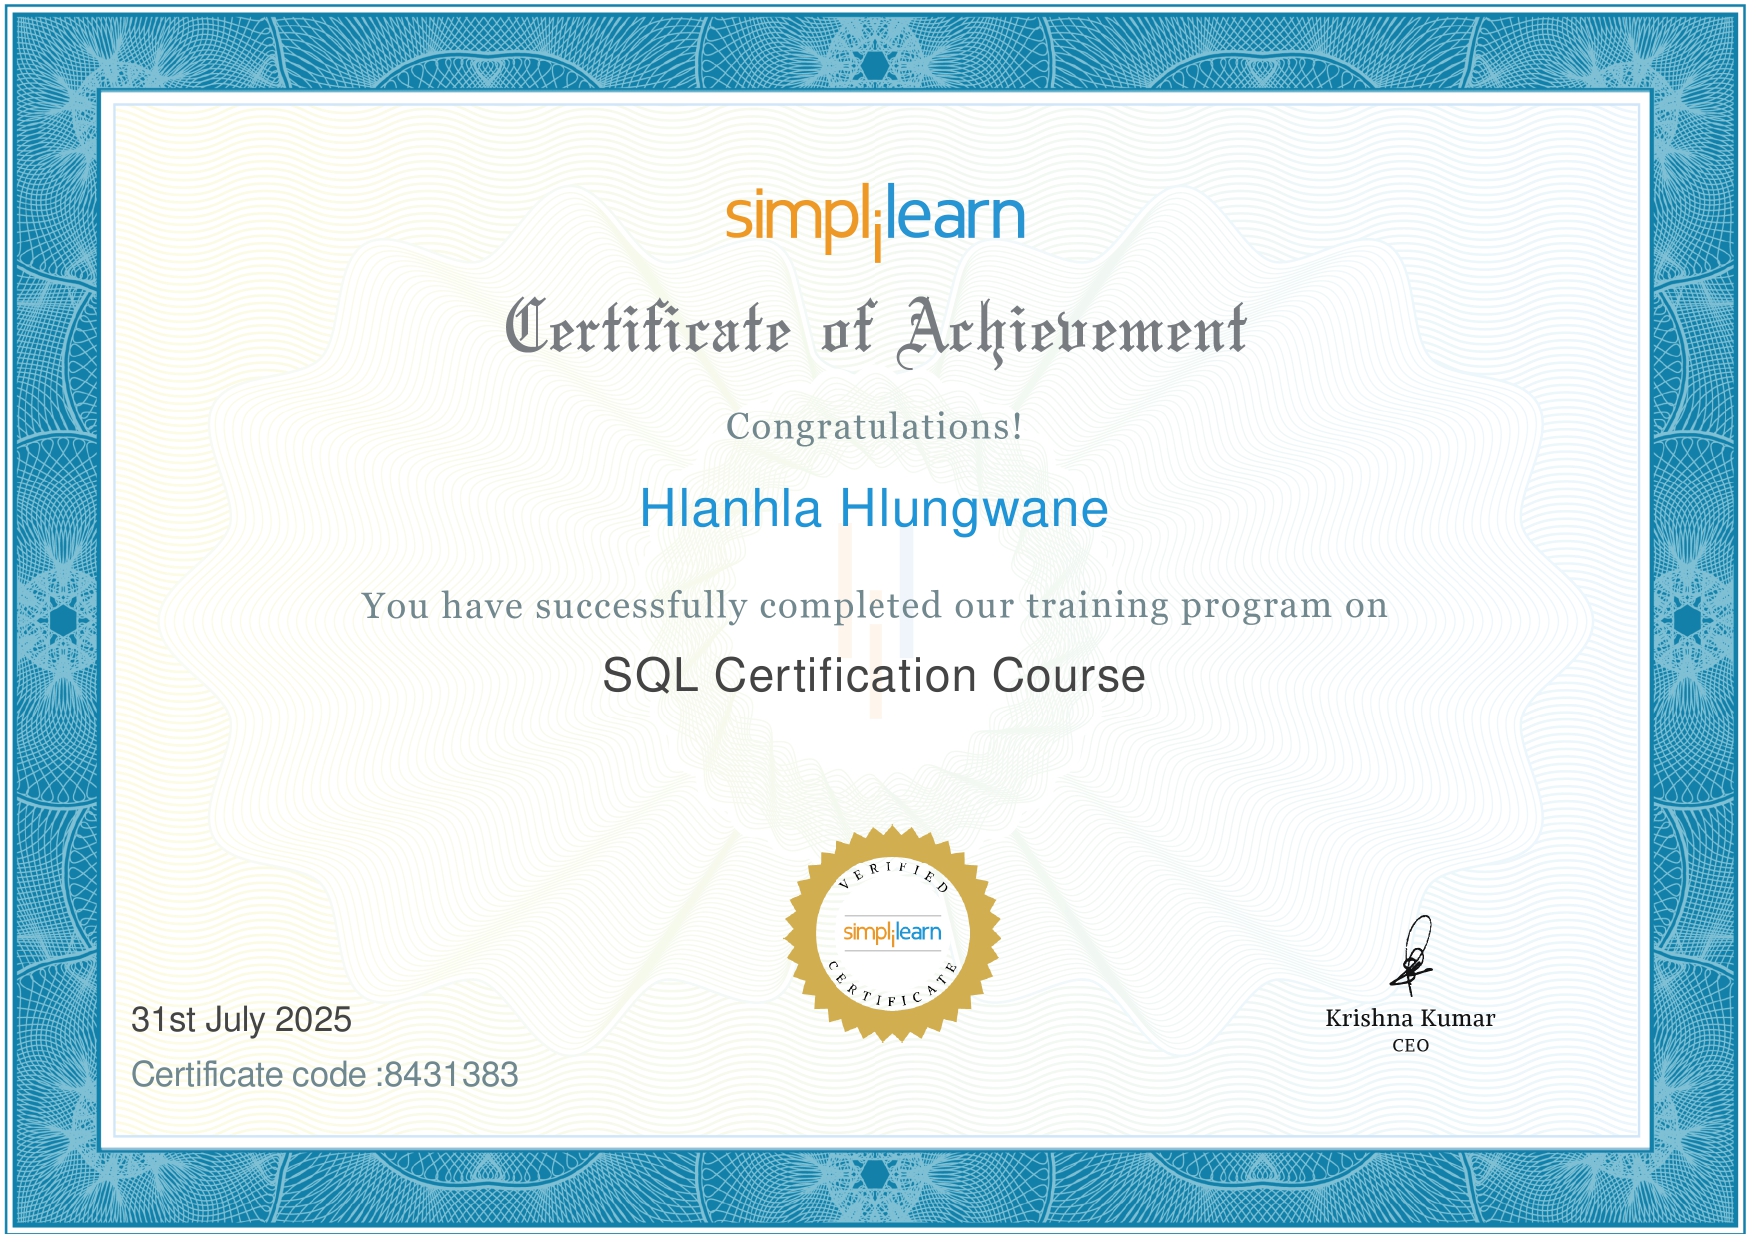 simplilearn
Certificate of Achievement
Congratulations!
Hlanhla Hlungwane
You have successfully completed our training program on
SQL Certification Course
VERIFIED
simplilearn
CERTIFICATE
31st July 2025
Certificate code :8431383
Krishna Kumar
CEO